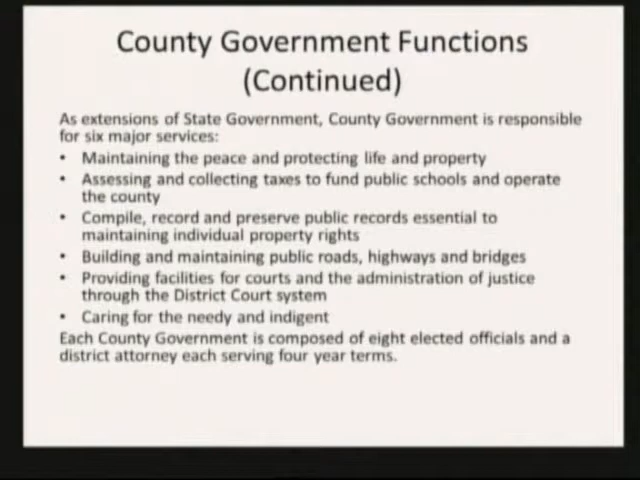 County Government Functions
(Continued)
As extensions of State Government, County Government is responsible
for six major services:
• Maintaining the peace and protecting life and property
• Assessing and collecting taxes to fund public schools and operate
the county
• Compile, record and preserve public records essential to
maintaining individual property rights
• Building and maintaining public roads, highways and bridges
• Providing facilities for courts and the administration of justice
through the District Court system
• Caring for the needy and indigent
Each County Government is composed of eight elected officials and a
district attorney each serving four year terms.